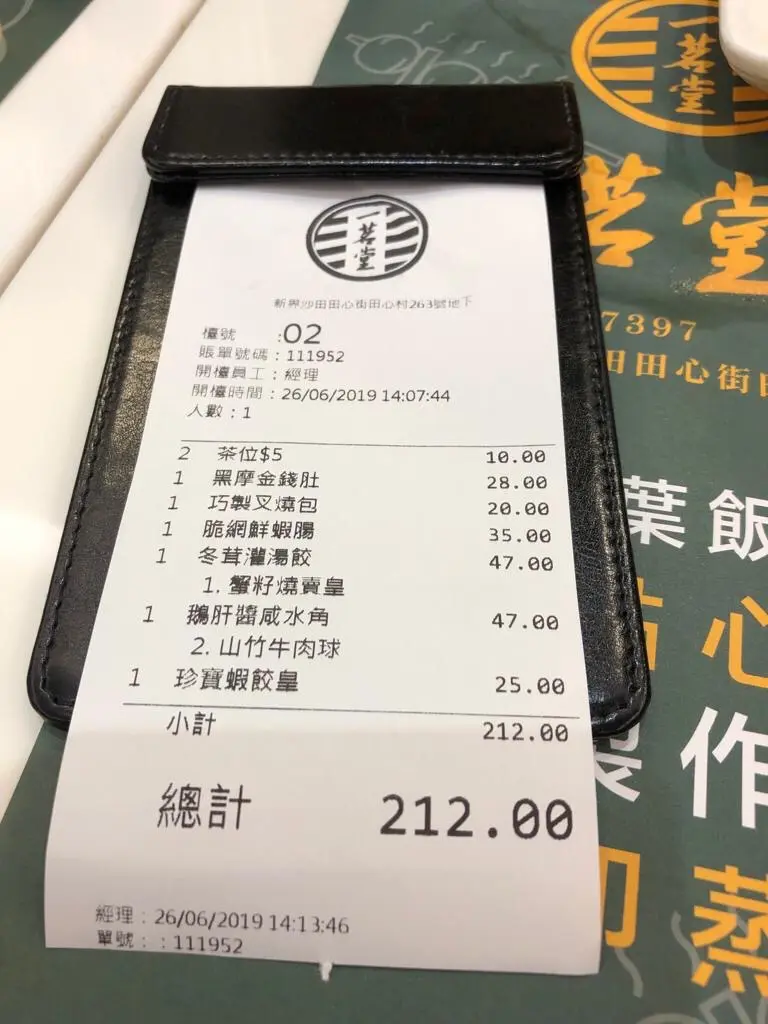 一茗堂
新界沙田田心街田心村263號地下
檯號 :02
賬單號碼：111952
開檯員工：經理
開檯時間：26/06/2019 14:07:44
人數：1
2 茶位$5 10.00
1 黑摩金錢肚 28.00
1 巧製叉燒包 20.00
1 脆網鮮蝦腸 35.00
1 冬茸灌湯餃 47.00
1. 蟹籽燒賣皇
1 鵝肝醬咸水角 47.00
2. 山竹牛肉球
1 珍寶蝦餃皇 25.00
小計 212.00
總計 212.00
經理：26/06/2019 14:13:46
單號：：111952
一茗堂
茗堂
7397
田田心街
葉飯
心
製作
蒸